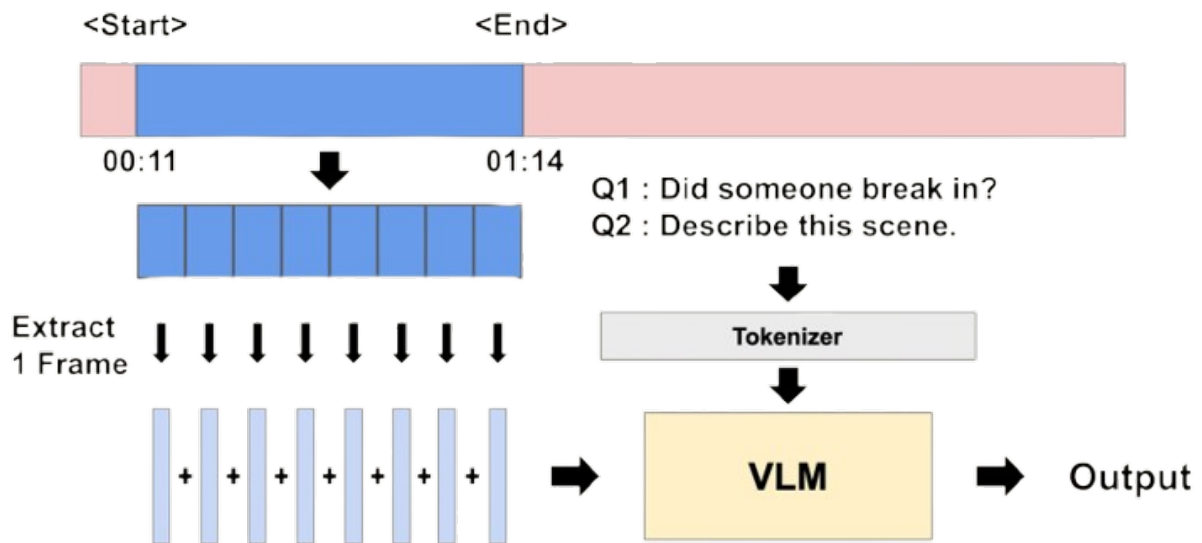 <Start>
<End>
00:11
01:14
Q1 : Did someone break in?
Q2 : Describe this scene.
Extract
1 Frame
Tokenizer
+ + + + + + +
VLM
Output